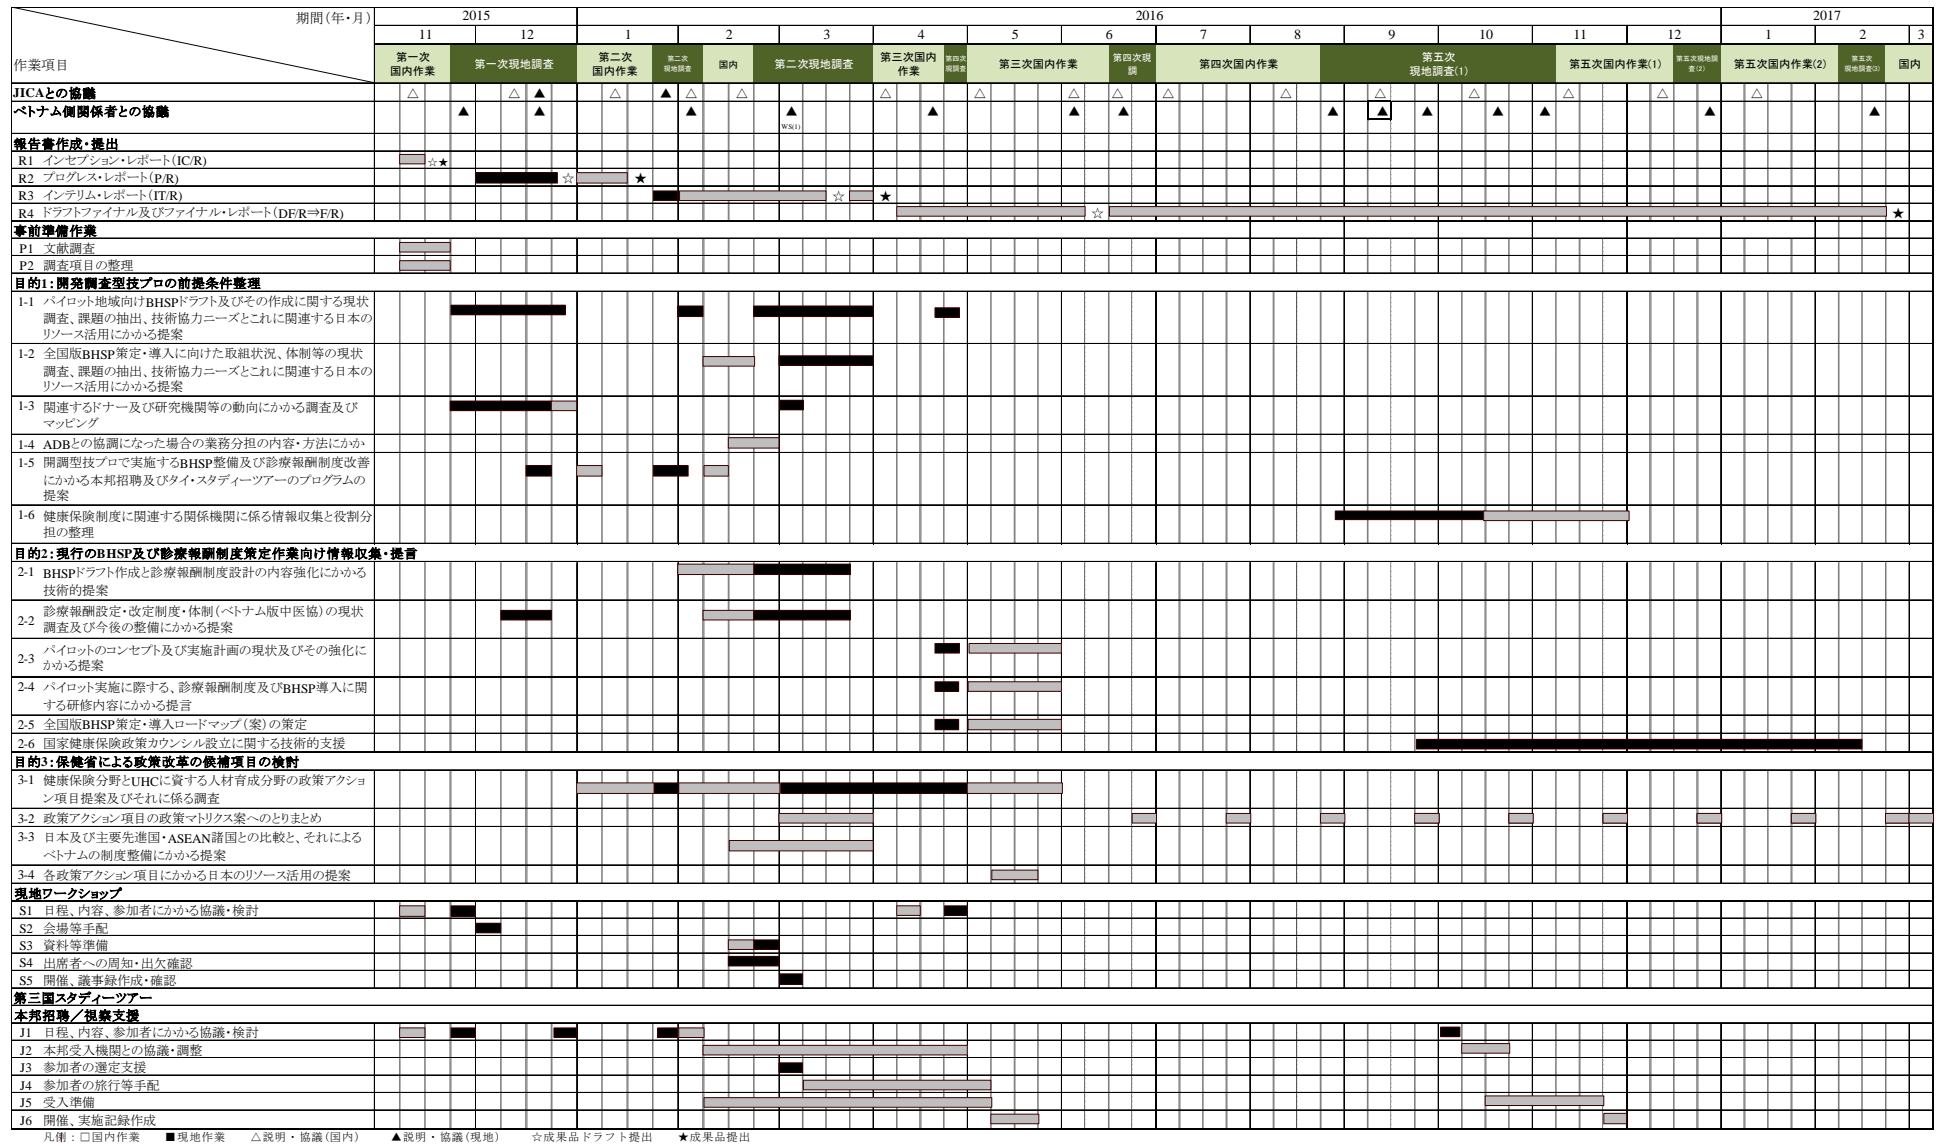 期間(年・月)
2015
2016
2017
11
12
1
2
3
4
5
6
7
8
9
10
11
12
1
2
3
作業項目
第一次
国内作業
第一次現地調査
第二次
国内作業
第二次
現地調査
国内
第二次現地調査
第三次国内
作業
第四次
現調査
第三次国内作業
第四次現
調
第四次国内作業
第五次
現地調査(1)
第五次国内作業(1)
第五次現地調
査(2)
第五次国内作業(2)
第五次
現地調査(3)
国内
JICAとの協議
△ △ ▲ △ ▲ △ △ △ △ △ △ △ △ △ △ △ △ △
ベトナム側関係者との協議
▲ ▲ ▲ ▲ ▲ ▲ ▲ ▲ ▲ ▲ ▲ ▲ ▲ ▲
WS(1)
報告書作成・提出
R1 インセプション・レポート(IC/R)
☆★
R2 プログレス・レポート(P/R)
☆ ★
R3 インテリム・レポート(IT/R)
☆ ★
R4 ドラフトファイナル及びファイナル・レポート(DF/R⇒F/R)
☆ ★
事前準備作業
P1 文献調査
P2 調査項目の整理
目的1:開発調査型技プロの前提条件整理
1-1 パイロット地域向けBHSPドラフト及びその作成に関する現状
調査、課題の抽出、技術協力ニーズとこれに関連する日本の
リソース活用にかかる提案
1-2 全国版BHSP策定・導入に向けた取組状況、体制等の現状
調査、課題の抽出、技術協力ニーズとこれに関連する日本の
リソース活用にかかる提案
1-3 関連するドナー及び研究機関等の動向にかかる調査及び
マッピング
1-4 ADBとの協調になった場合の業務分担の内容・方法にかか
1-5 開調型技プロで実施するBHSP整備及び診療報酬制度改善
にかかる本邦招聘及びタイ・スタディーツアーのプログラムの
提案
1-6 健康保険制度に関連する関係機関に係る情報収集と役割分
担の整理
目的2:現行のBHSP及び診療報酬制度策定作業向け情報収集・提言
2-1 BHSPドラフト作成と診療報酬制度設計の内容強化にかかる
技術的提案
2-2 診療報酬設定・改定制度・体制(ベトナム版中医協)の現状
調査及び今後の整備にかかる提案
2-3 パイロットのコンセプト及び実施計画の現状及びその強化に
かかる提案
2-4 パイロット実施に際する、診療報酬制度及びBHSP導入に関
する研修内容にかかる提言
2-5 全国版BHSP策定・導入ロードマップ(案)の策定
2-6 国家健康保険政策カウンシル設立に関する技術的支援
目的3:保健省による政策改革の候補項目の検討
3-1 健康保険分野とUHCに資する人材育成分野の政策アクショ
ン項目提案及びそれに係る調査
3-2 政策アクション項目の政策マトリクス案へのとりまとめ
3-3 日本及び主要先進国・ASEAN諸国との比較と、それによる
ベトナムの制度整備にかかる提案
3-4 各政策アクション項目にかかる日本のリソース活用の提案
現地ワークショップ
S1 日程、内容、参加者にかかる協議・検討
S2 会場等手配
S3 資料等準備
S4 出席者への周知・出欠確認
S5 開催、議事録作成・確認
第三国スタディーツアー
本邦招聘/視察支援
J1 日程、内容、参加者にかかる協議・検討
J2 本邦受入機関との協議・調整
J3 参加者の選定支援
J4 参加者の旅行等手配
J5 受入準備
J6 開催、実施記録作成
凡例:□国内作業 ■現地作業 △説明・協議(国内) ▲説明・協議(現地) ☆成果品ドラフト提出 ★成果品提出